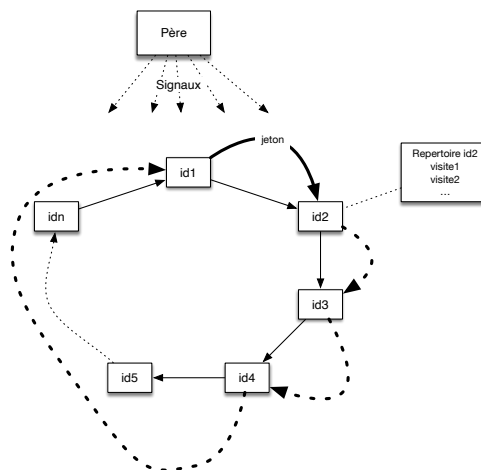 Père
Signaux
jeton
id1
Repertoire id2
visite1
visite2
...
idn
id2
id3
id5
id4